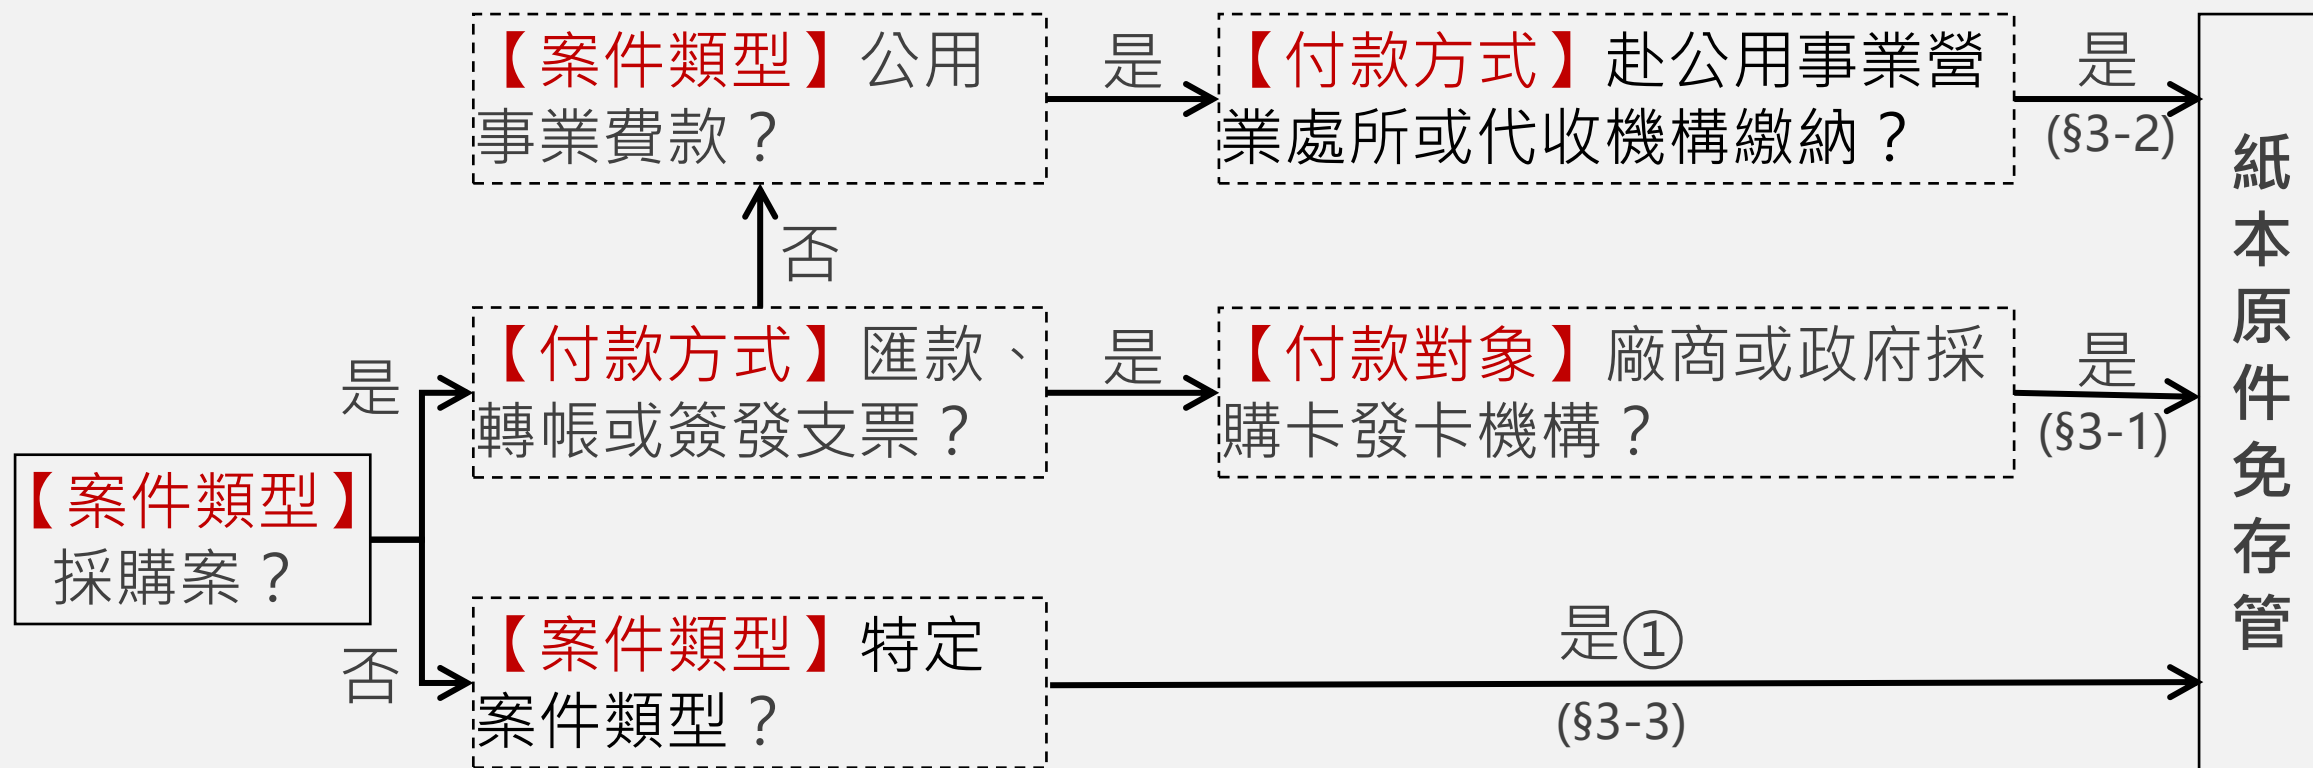 【案件類型】公用
事業費款？
是
【付款方式】赴公用事業營
業處所或代收機構繳納？
是
(§3-2)
否
【付款方式】匯款、
轉帳或簽發支票？
是
【付款對象】廠商或政府採
購卡發卡機構？
是
(§3-1)
是
【案件類型】
採購案？
否
【案件類型】特定
案件類型？
是①
(§3-3)
紙本原件免存管